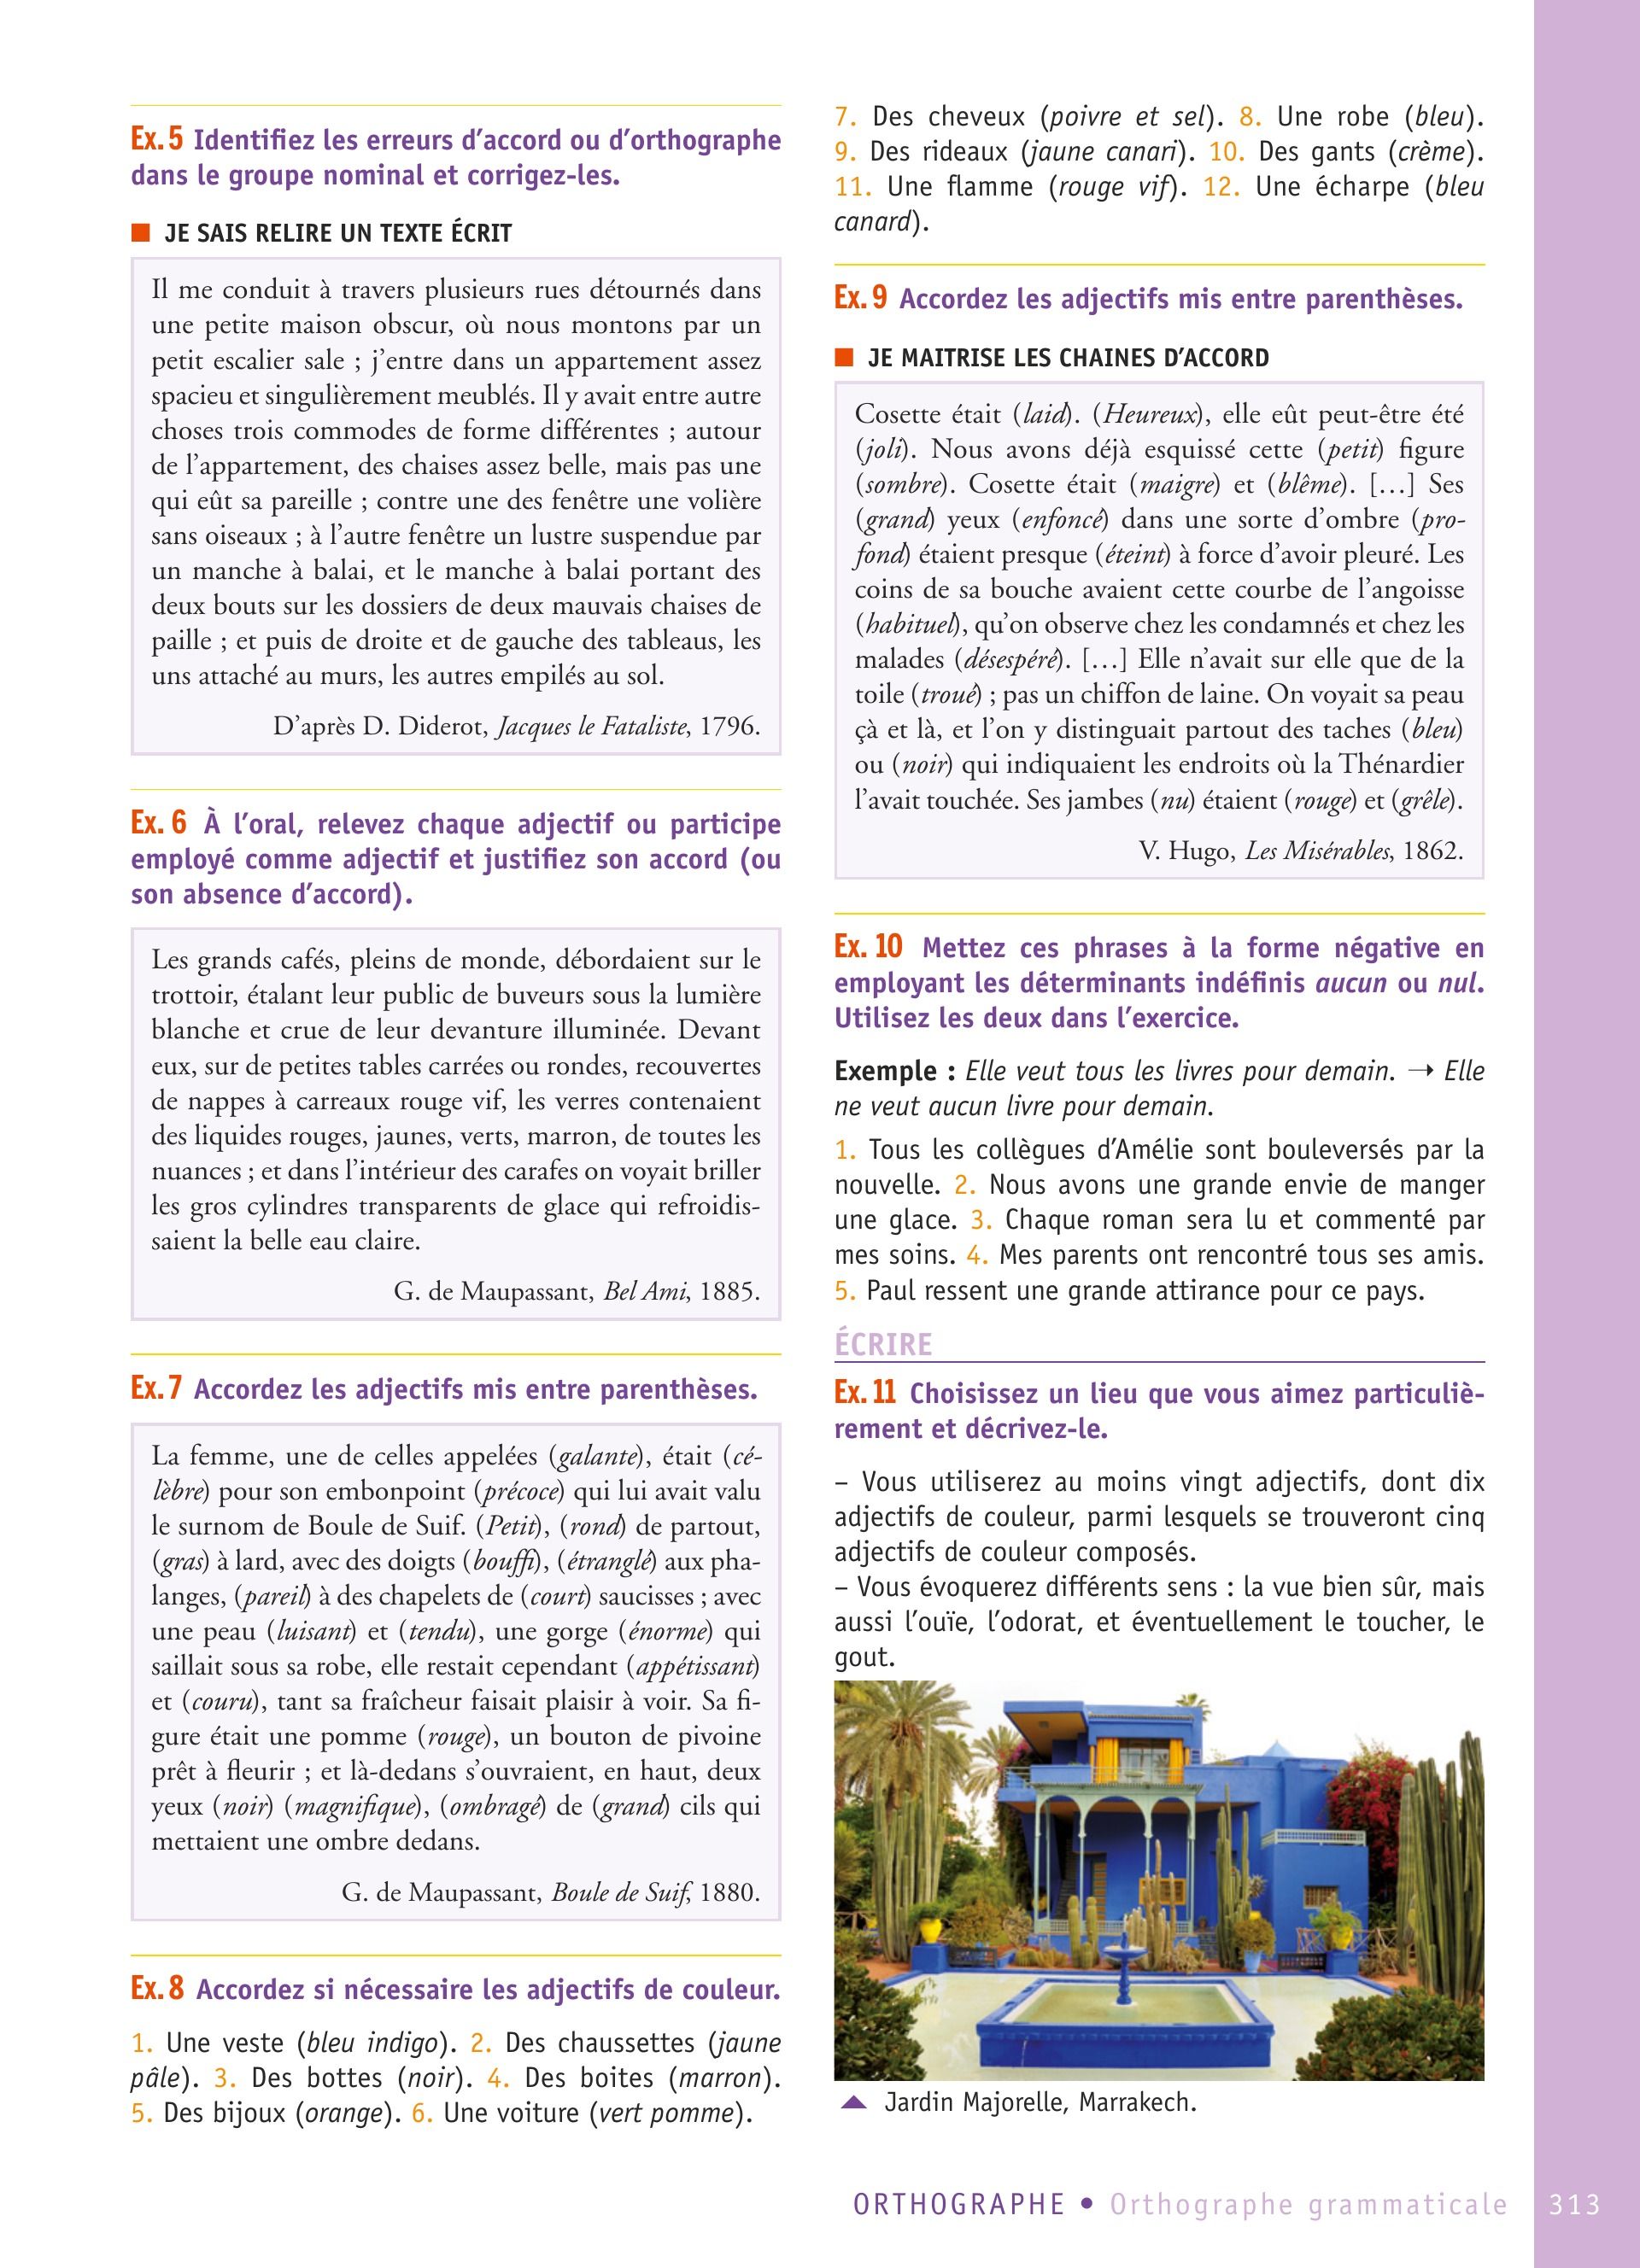 Ex. 5 Identifiez les erreurs d’accord ou d’orthographe
dans le groupe nominal et corrigez-les.
■ JE SAIS RELIRE UN TEXTE ÉCRIT
Il me conduit à travers plusieurs rues détournés dans
une petite maison obscur, où nous montons par un
petit escalier sale ; j’entre dans un appartement assez
spacieu et singulièrement meublés. Il y avait entre autre
choses trois commodes de forme différentes ; autour
de l’appartement, des chaises assez belle, mais pas une
qui eût sa pareille ; contre une des fenêtre une volière
sans oiseaux ; à l’autre fenêtre un lustre suspendue par
un manche à balai, et le manche à balai portant des
deux bouts sur les dossiers de deux mauvais chaises de
paille ; et puis de droite et de gauche des tableaus, les
uns attaché au murs, les autres empilés au sol.
D’après D. Diderot, Jacques le Fataliste, 1796.
Ex. 6 À l’oral, relevez chaque adjectif ou participe
employé comme adjectif et justifiez son accord (ou
son absence d’accord).
Les grands cafés, pleins de monde, débordaient sur le
trottoir, étalant leur public de buveurs sous la lumière
blanche et crue de leur devanture illuminée. Devant
eux, sur de petites tables carrées ou rondes, recouvertes
de nappes à carreaux rouge vif, les verres contenaient
des liquides rouges, jaunes, verts, marron, de toutes les
nuances ; et dans l’intérieur des carafes on voyait briller
les gros cylindres transparents de glace qui refroidis-
saient la belle eau claire.
G. de Maupassant, Bel Ami, 1885.
Ex. 7 Accordez les adjectifs mis entre parenthèses.
La femme, une de celles appelées (galante), était (cé-
lèbre) pour son embonpoint (précoce) qui lui avait valu
le surnom de Boule de Suif. (Petit), (rond) de partout,
(gras) à lard, avec des doigts (bouffi), (étranglé) aux pha-
langes, (pareil) à des chapelets de (court) saucisses ; avec
une peau (luisant) et (tendu), une gorge (énorme) qui
saillait sous sa robe, elle restait cependant (appétissant)
et (couru), tant sa fraîcheur faisait plaisir à voir. Sa fi-
gure était une pomme (rouge), un bouton de pivoine
prêt à fleurir ; et là-dedans s’ouvraient, en haut, deux
yeux (noir) (magnifique), (ombragé) de (grand) cils qui
mettaient une ombre dedans.
G. de Maupassant, Boule de Suif, 1880.
Ex. 8 Accordez si nécessaire les adjectifs de couleur.
1. Une veste (bleu indigo). 2. Des chaussettes (jaune
pâle). 3. Des bottes (noir). 4. Des boites (marron).
5. Des bijoux (orange). 6. Une voiture (vert pomme).
7. Des cheveux (poivre et sel). 8. Une robe (bleu).
9. Des rideaux (jaune canari). 10. Des gants (crème).
11. Une flamme (rouge vif). 12. Une écharpe (bleu
canard).
Ex. 9 Accordez les adjectifs mis entre parenthèses.
■ JE MAITRISE LES CHAINES D’ACCORD
Cosette était (laid). (Heureux), elle eût peut-être été
(joli). Nous avons déjà esquissé cette (petit) figure
(sombre). Cosette était (maigre) et (blême). […] Ses
(grand) yeux (enfoncé) dans une sorte d’ombre (pro-
fond) étaient presque (éteint) à force d’avoir pleuré. Les
coins de sa bouche avaient cette courbe de l’angoisse
(habituel), qu’on observe chez les condamnés et chez les
malades (désespéré). […] Elle n’avait sur elle que de la
toile (troué) ; pas un chiffon de laine. On voyait sa peau
çà et là, et l’on y distinguait partout des taches (bleu)
ou (noir) qui indiquaient les endroits où la Thénardier
l’avait touchée. Ses jambes (nu) étaient (rouge) et (grêle).
V. Hugo, Les Misérables, 1862.
Ex. 10 Mettez ces phrases à la forme négative en
employant les déterminants indéfinis aucun ou nul.
Utilisez les deux dans l’exercice.
Exemple : Elle veut tous les livres pour demain. → Elle
ne veut aucun livre pour demain.
1. Tous les collègues d’Amélie sont bouleversés par la
nouvelle. 2. Nous avons une grande envie de manger
une glace. 3. Chaque roman sera lu et commenté par
mes soins. 4. Mes parents ont rencontré tous ses amis.
5. Paul ressent une grande attirance pour ce pays.
ÉCRIRE
Ex. 11 Choisissez un lieu que vous aimez particuliè-
rement et décrivez-le.
– Vous utiliserez au moins vingt adjectifs, dont dix
adjectifs de couleur, parmi lesquels se trouveront cinq
adjectifs de couleur composés.
– Vous évoquerez différents sens : la vue bien sûr, mais
aussi l’ouïe, l’odorat, et éventuellement le toucher, le
gout.
▲ Jardin Majorelle, Marrakech.
ORTHOGRAPHE • Orthographe grammaticale 313